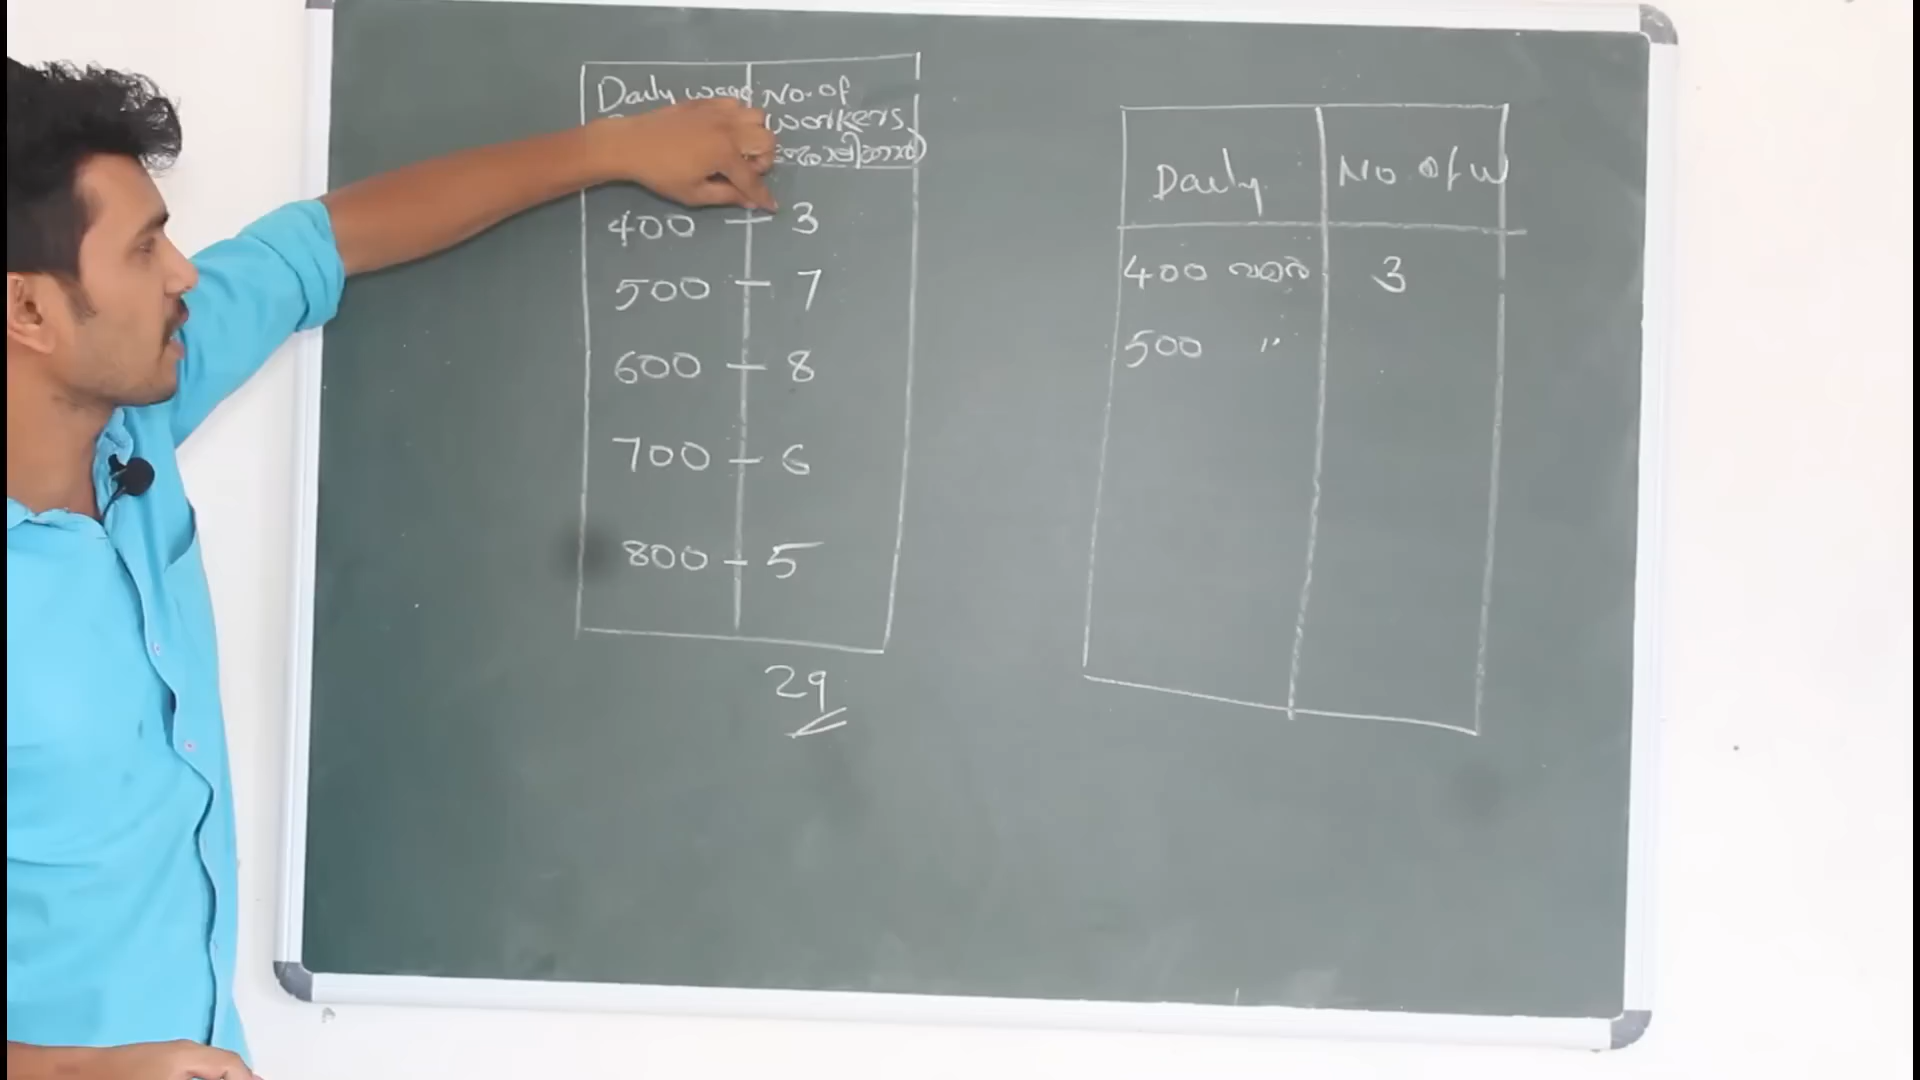 Daily wage
No. of
workers
400 - 3
500 - 7
600 - 8
700 - 6
800 - 5
29
Daily
No of w
400 വരെ 3
500 "